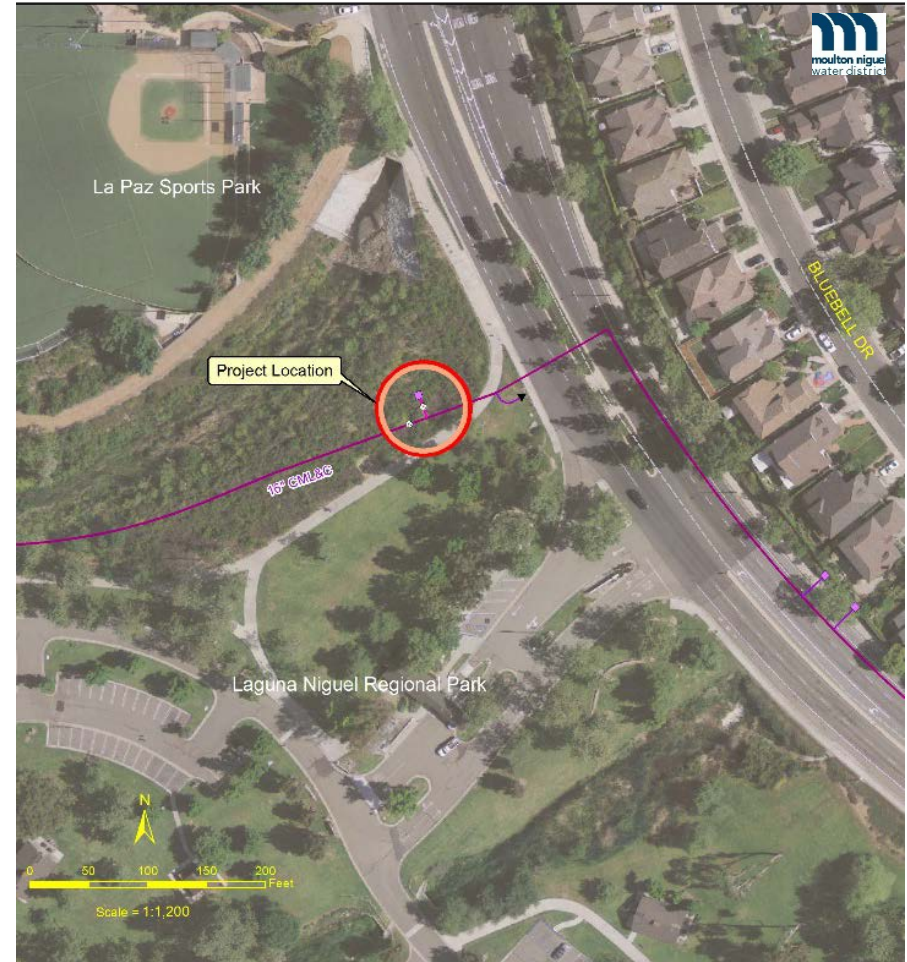 moulton niguel
water district
La Paz Sports Park
BLUEBELL DR
Project Location
16" CML&C
Laguna Niguel Regional Park
N
0 50 100 150 200
Feet
Scale = 1:1,200